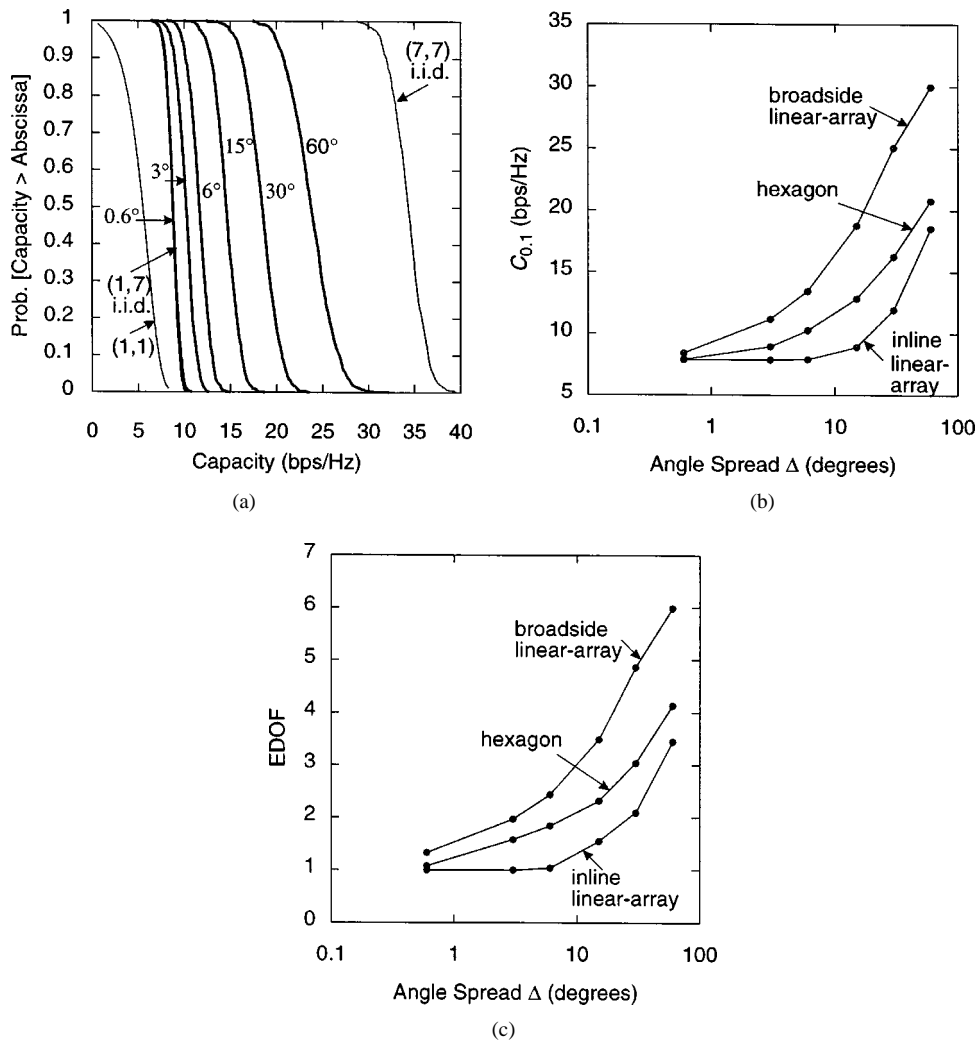 1
0.9
0.8
0.7
0.6
0.5
0.4
0.3
0.2
0.1
0
Prob. [Capacity > Abscissa]
(7,7)
i.i.d.
3°
6°
15°
30°
60°
0.6°
(1,7)
i.i.d.
(1,1)
0 5 10 15 20 25 30 35 40
Capacity (bps/Hz)
(a)
35
30
25
20
15
10
5
C0.1 (bps/Hz)
broadside
linear-array
hexagon
inline
linear-
array
0.1 1 10 100
Angle Spread Δ (degrees)
(b)
7
6
5
4
3
2
1
0
EDOF
broadside
linear-array
hexagon
inline
linear-array
0.1 1 10 100
Angle Spread Δ (degrees)
(c)